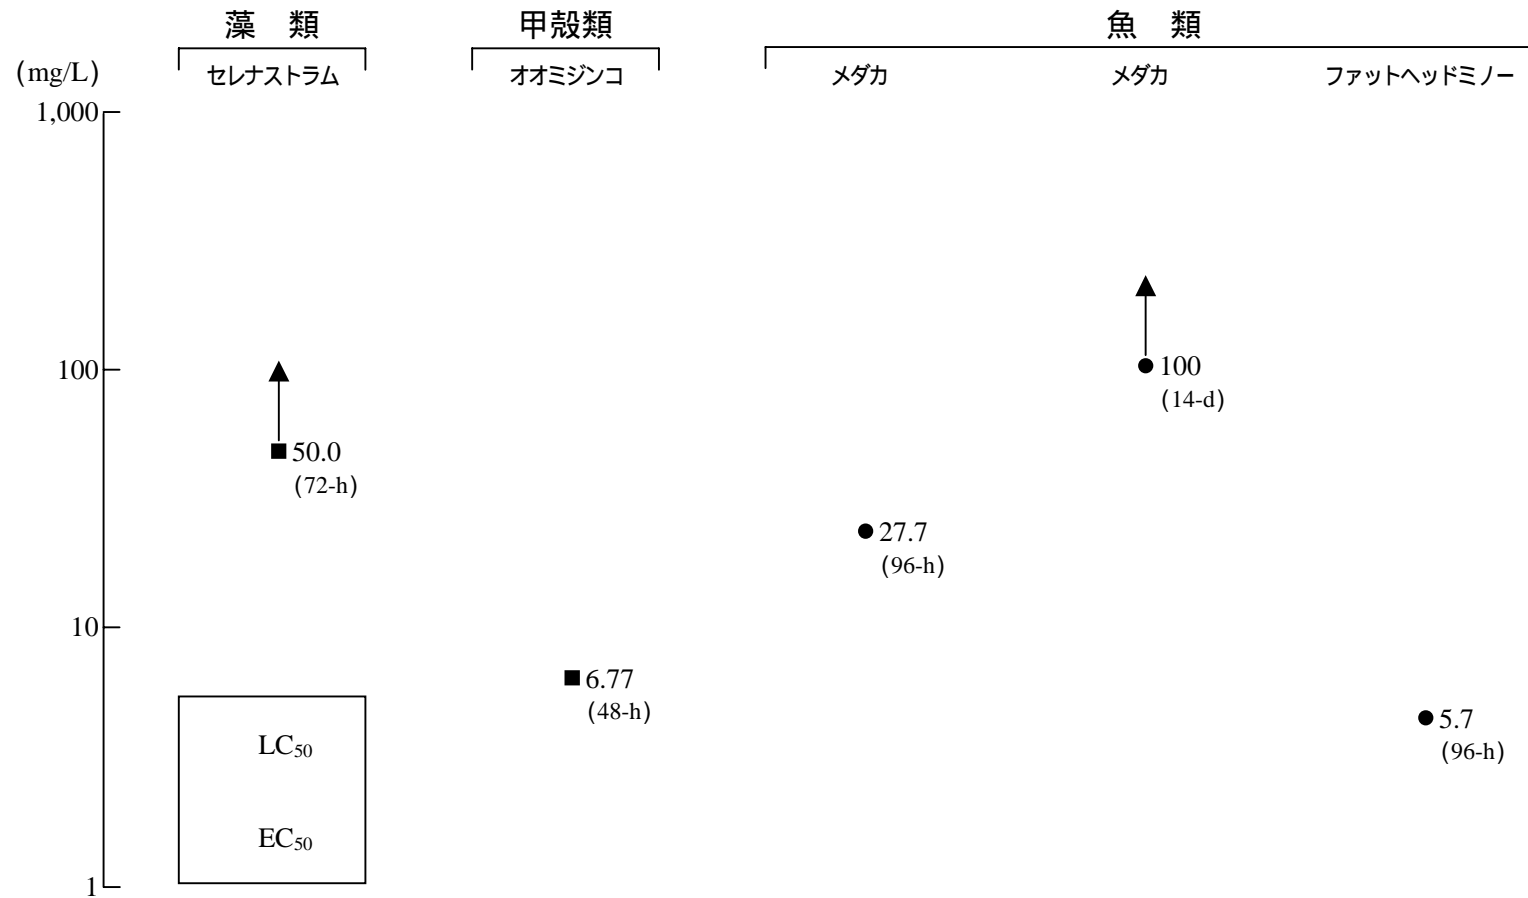 藻 類
甲殻類
魚 類
(mg/L)
セレナストラム
オオミジンコ
メダカ
メダカ
ファットヘッドミノー
1,000
100
100
(14-d)
50.0
(72-h)
27.7
(96-h)
10
6.77
(48-h)
5.7
(96-h)
LC50
EC50
1